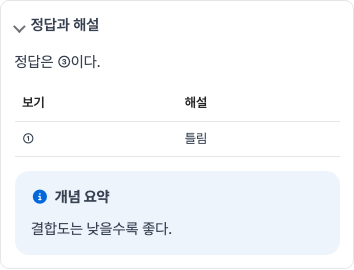 정답과 해설
정답은 ③이다.
보기 해설
① 틀림
개념 요약
결합도는 낮을수록 좋다.